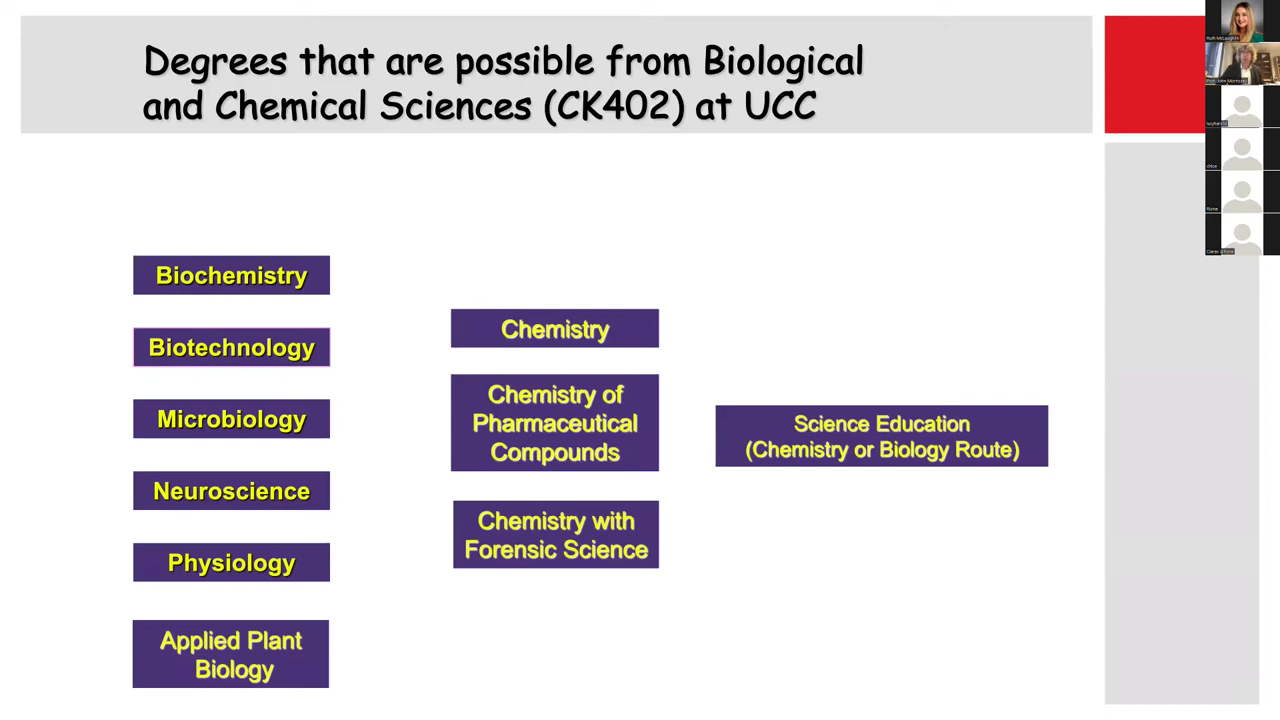 Degrees that are possible from Biological
and Chemical Sciences (CK402) at UCC
Biochemistry
Biotechnology
Microbiology
Neuroscience
Physiology
Applied Plant
Biology
Chemistry
Chemistry of
Pharmaceutical
Compounds
Chemistry with
Forensic Science
Science Education
(Chemistry or Biology Route)